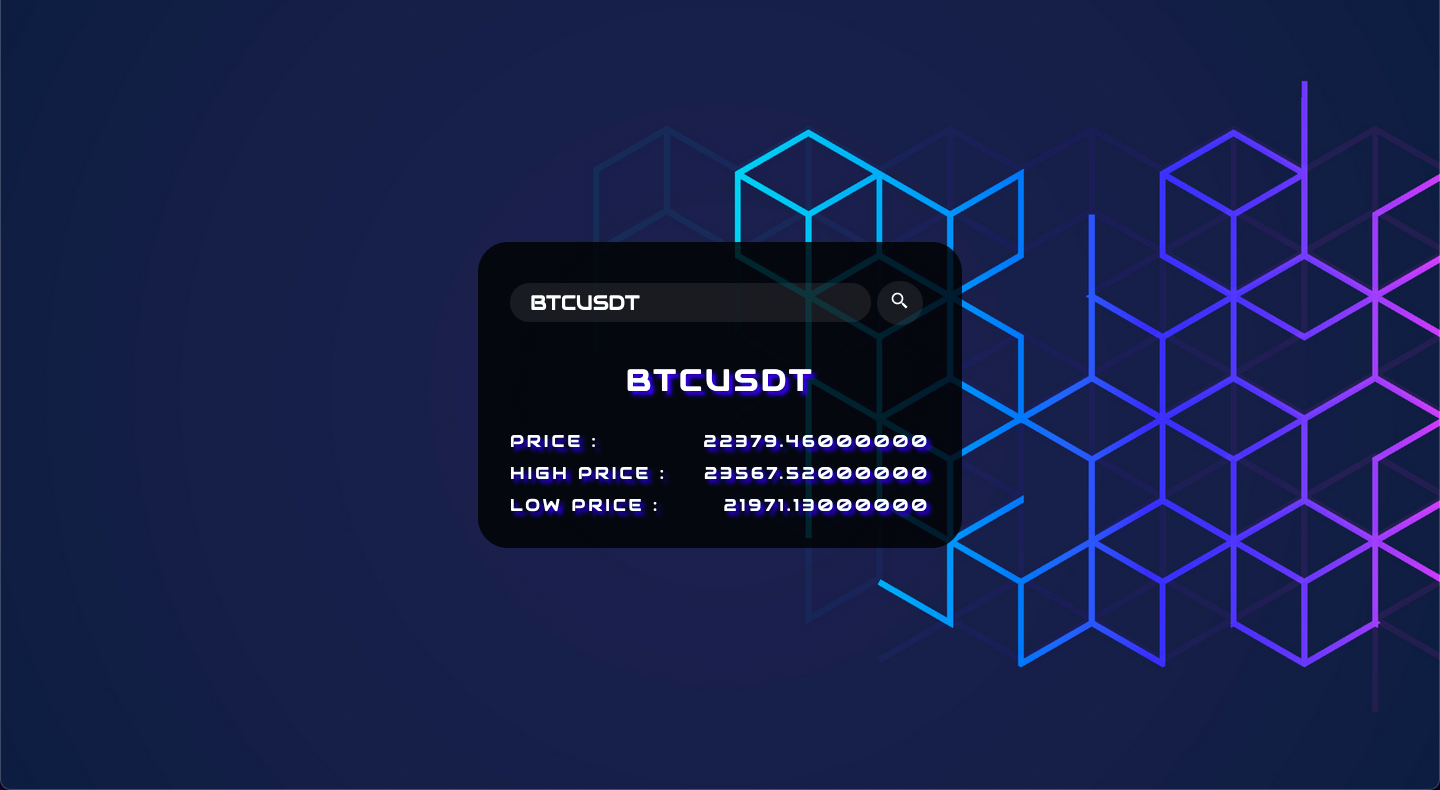 BTCUSDT
BTCUSDT
PRICE : 22379.46000000
HIGH PRICE : 23567.52000000
LOW PRICE : 21971.13000000